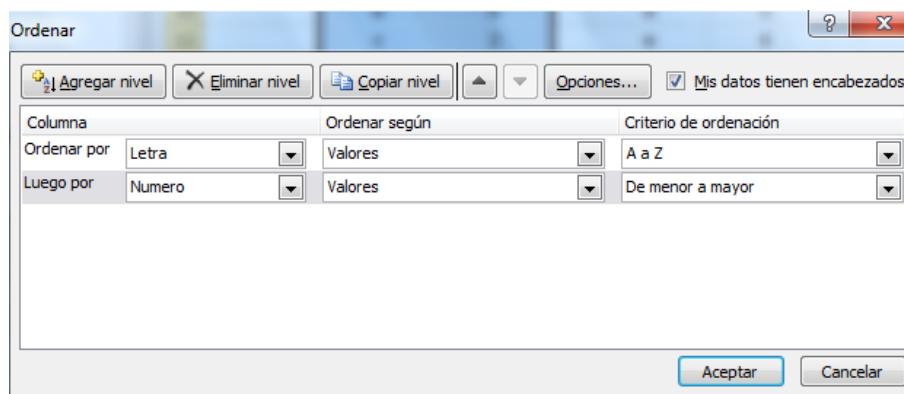 Ordenar
Agregar nivel Eliminar nivel Copiar nivel Opciones... Mis datos tienen encabezados
Columna Ordenar según Criterio de ordenación
Ordenar por Letra Valores A a Z
Luego por Numero Valores De menor a mayor
Aceptar Cancelar